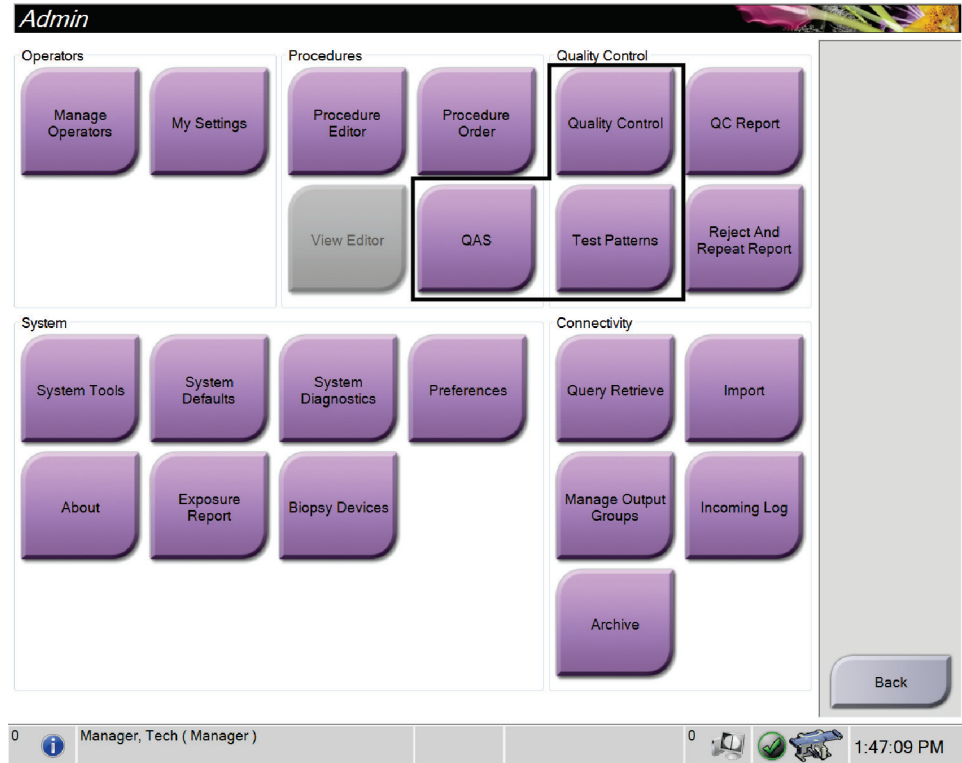 Admin
Operators
Procedures
Quality Control
Manage
Operators
My Settings
Procedure
Editor
Procedure
Order
Quality Control
QC Report
View Editor
QAS
Test Patterns
Reject And
Repeat Report
System
Connectivity
System Tools
System
Defaults
System
Diagnostics
Preferences
Query Retrieve
Import
About
Exposure
Report
Biopsy Devices
Manage Output
Groups
Incoming Log
Archive
Back
0
Manager, Tech ( Manager )
0
1:47:09 PM